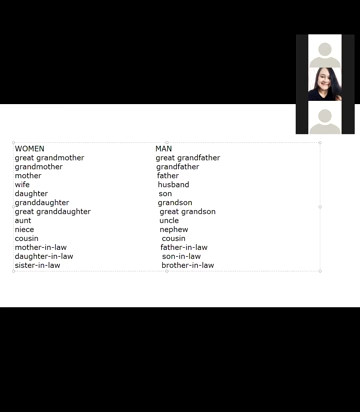 WOMEN MAN
great grandmother great grandfather
grandmother grandfather
mother father
wife husband
daughter son
granddaughter grandson
great granddaughter great grandson
aunt uncle
niece nephew
cousin cousin
mother-in-law father-in-law
daughter-in-law son-in-law
sister-in-law brother-in-law